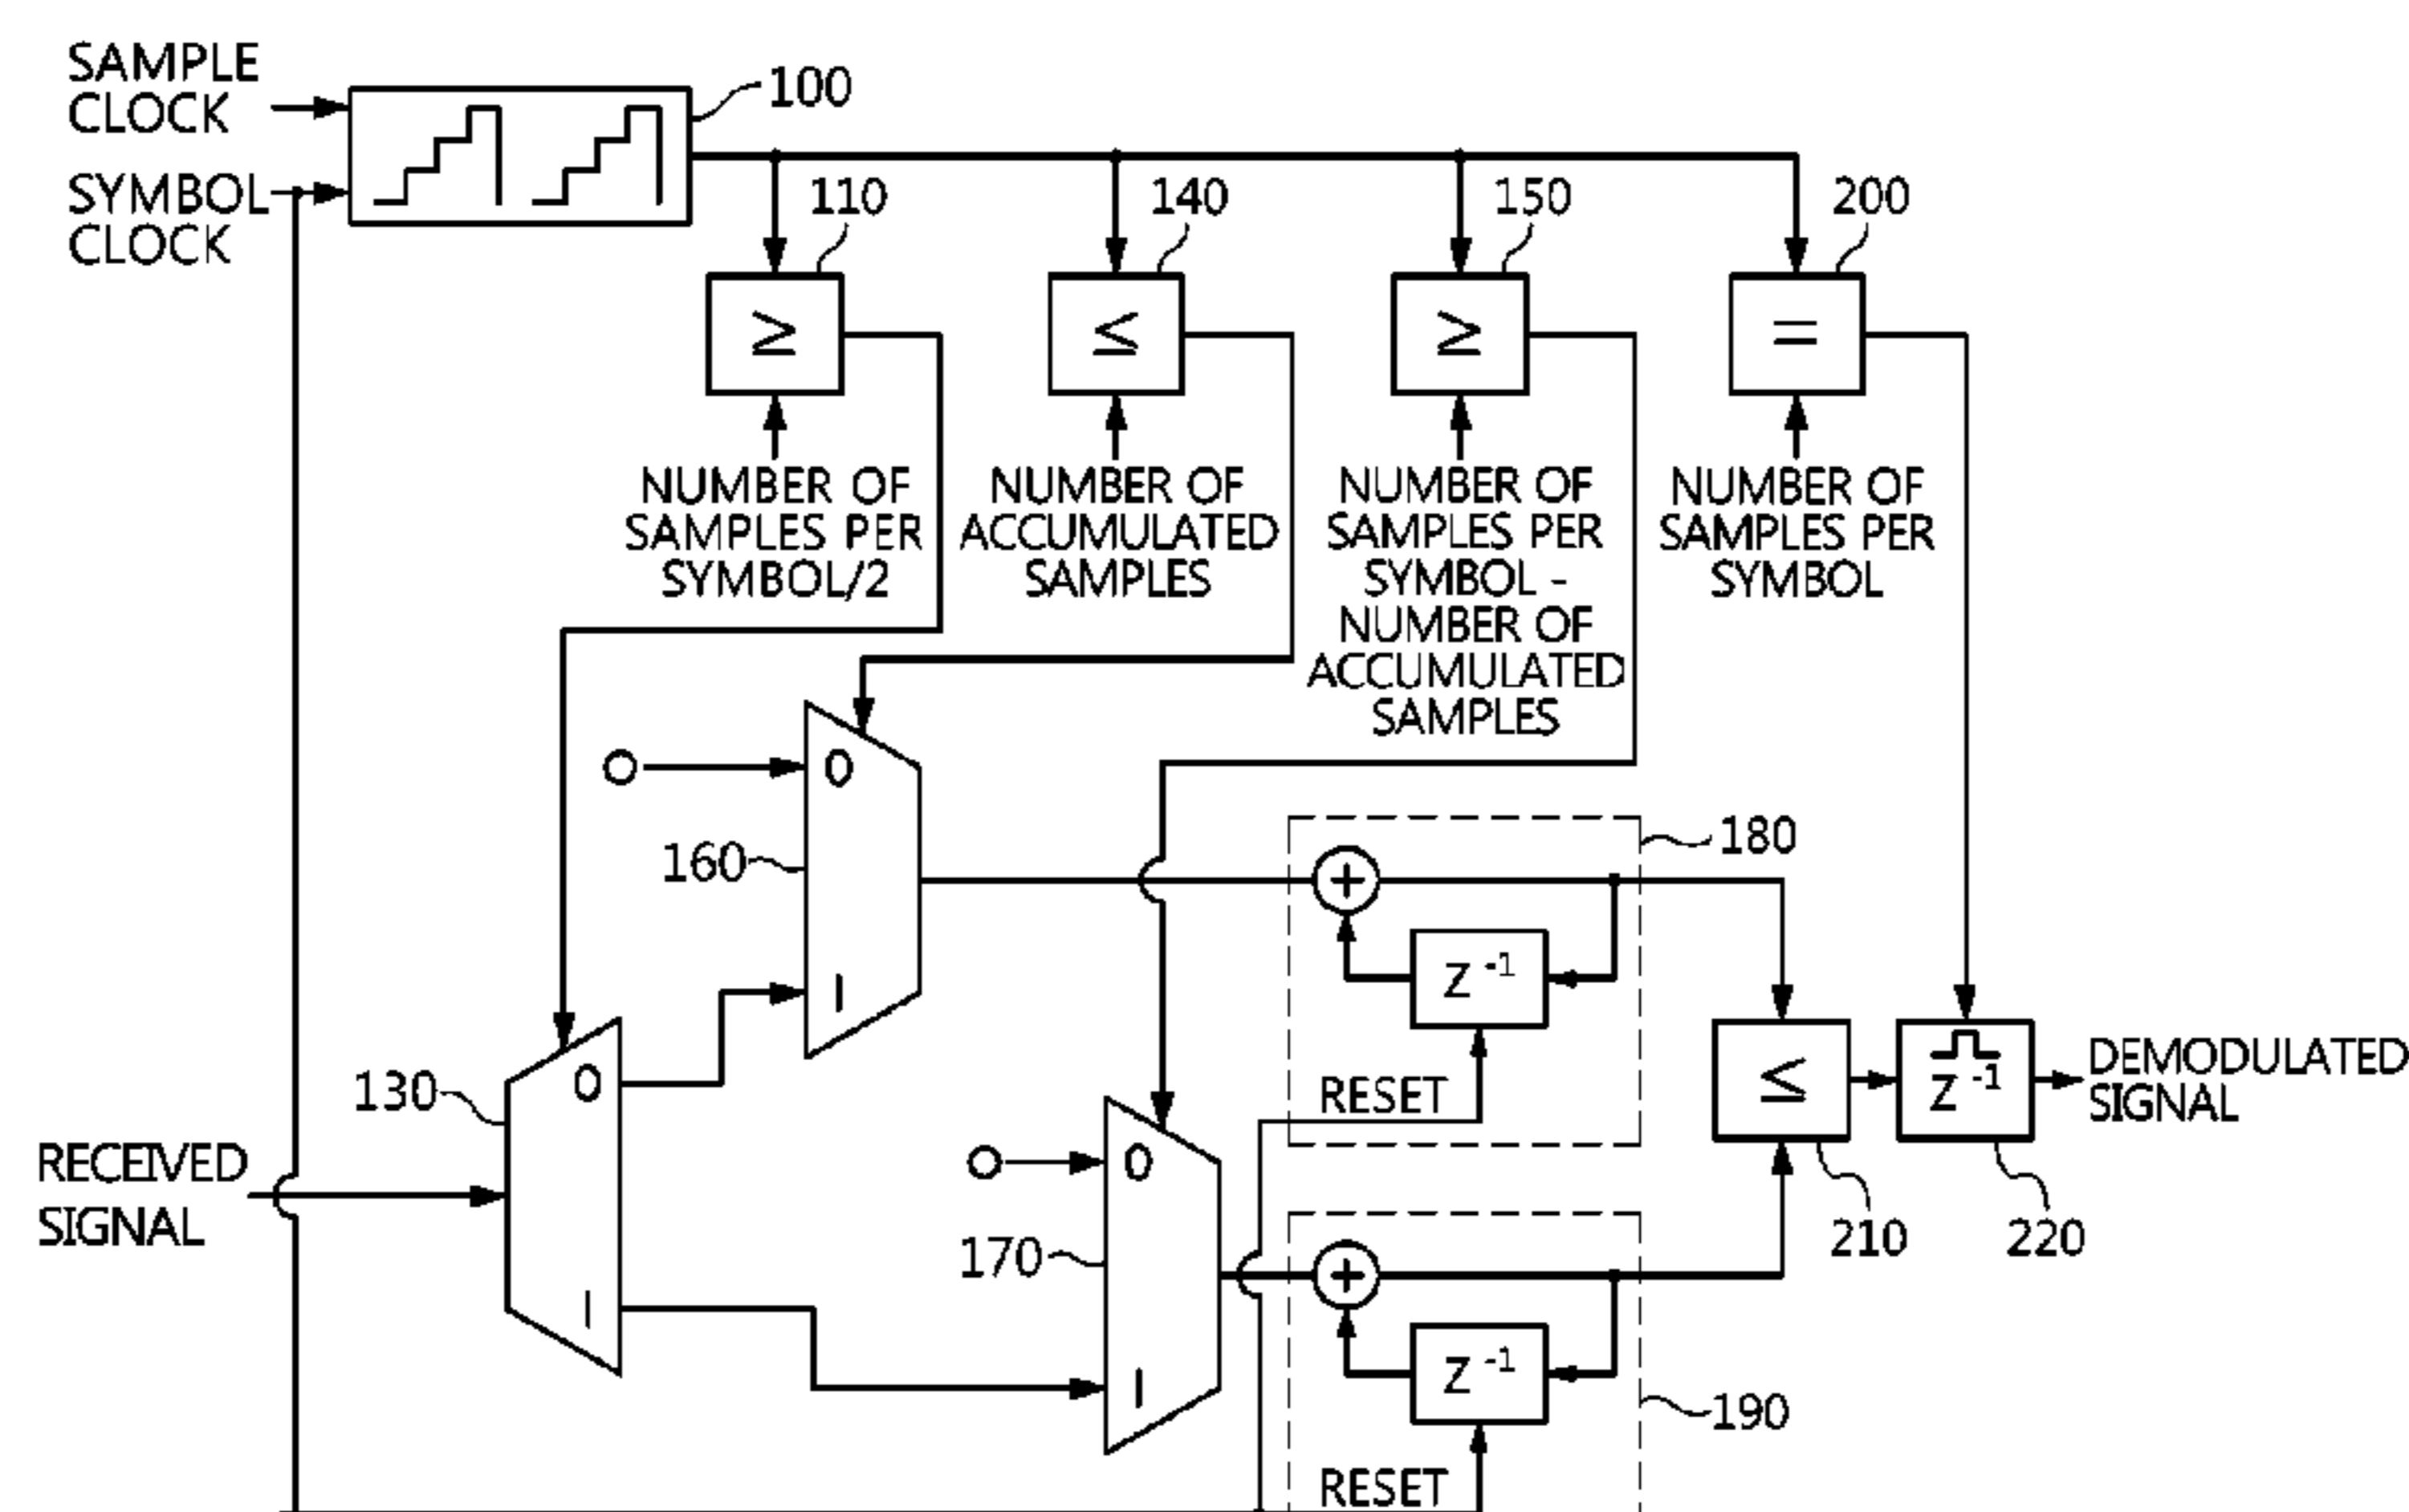 SAMPLE
CLOCK
100
SYMBOL
CLOCK
110
140
150
200
≥
≤
≥
=
NUMBER OF
SAMPLES PER
SYMBOL/2
NUMBER OF
ACCUMULATED
SAMPLES
NUMBER OF
SAMPLES PER
SYMBOL -
NUMBER OF
ACCUMULATED
SAMPLES
NUMBER OF
SAMPLES PER
SYMBOL
0
0
160
1
180
+
Z -1
RESET
130
0
1
RECEIVED
SIGNAL
0
0
170
1
≤
Z -1
DEMODULATED
SIGNAL
210
220
+
Z -1
190
RESET